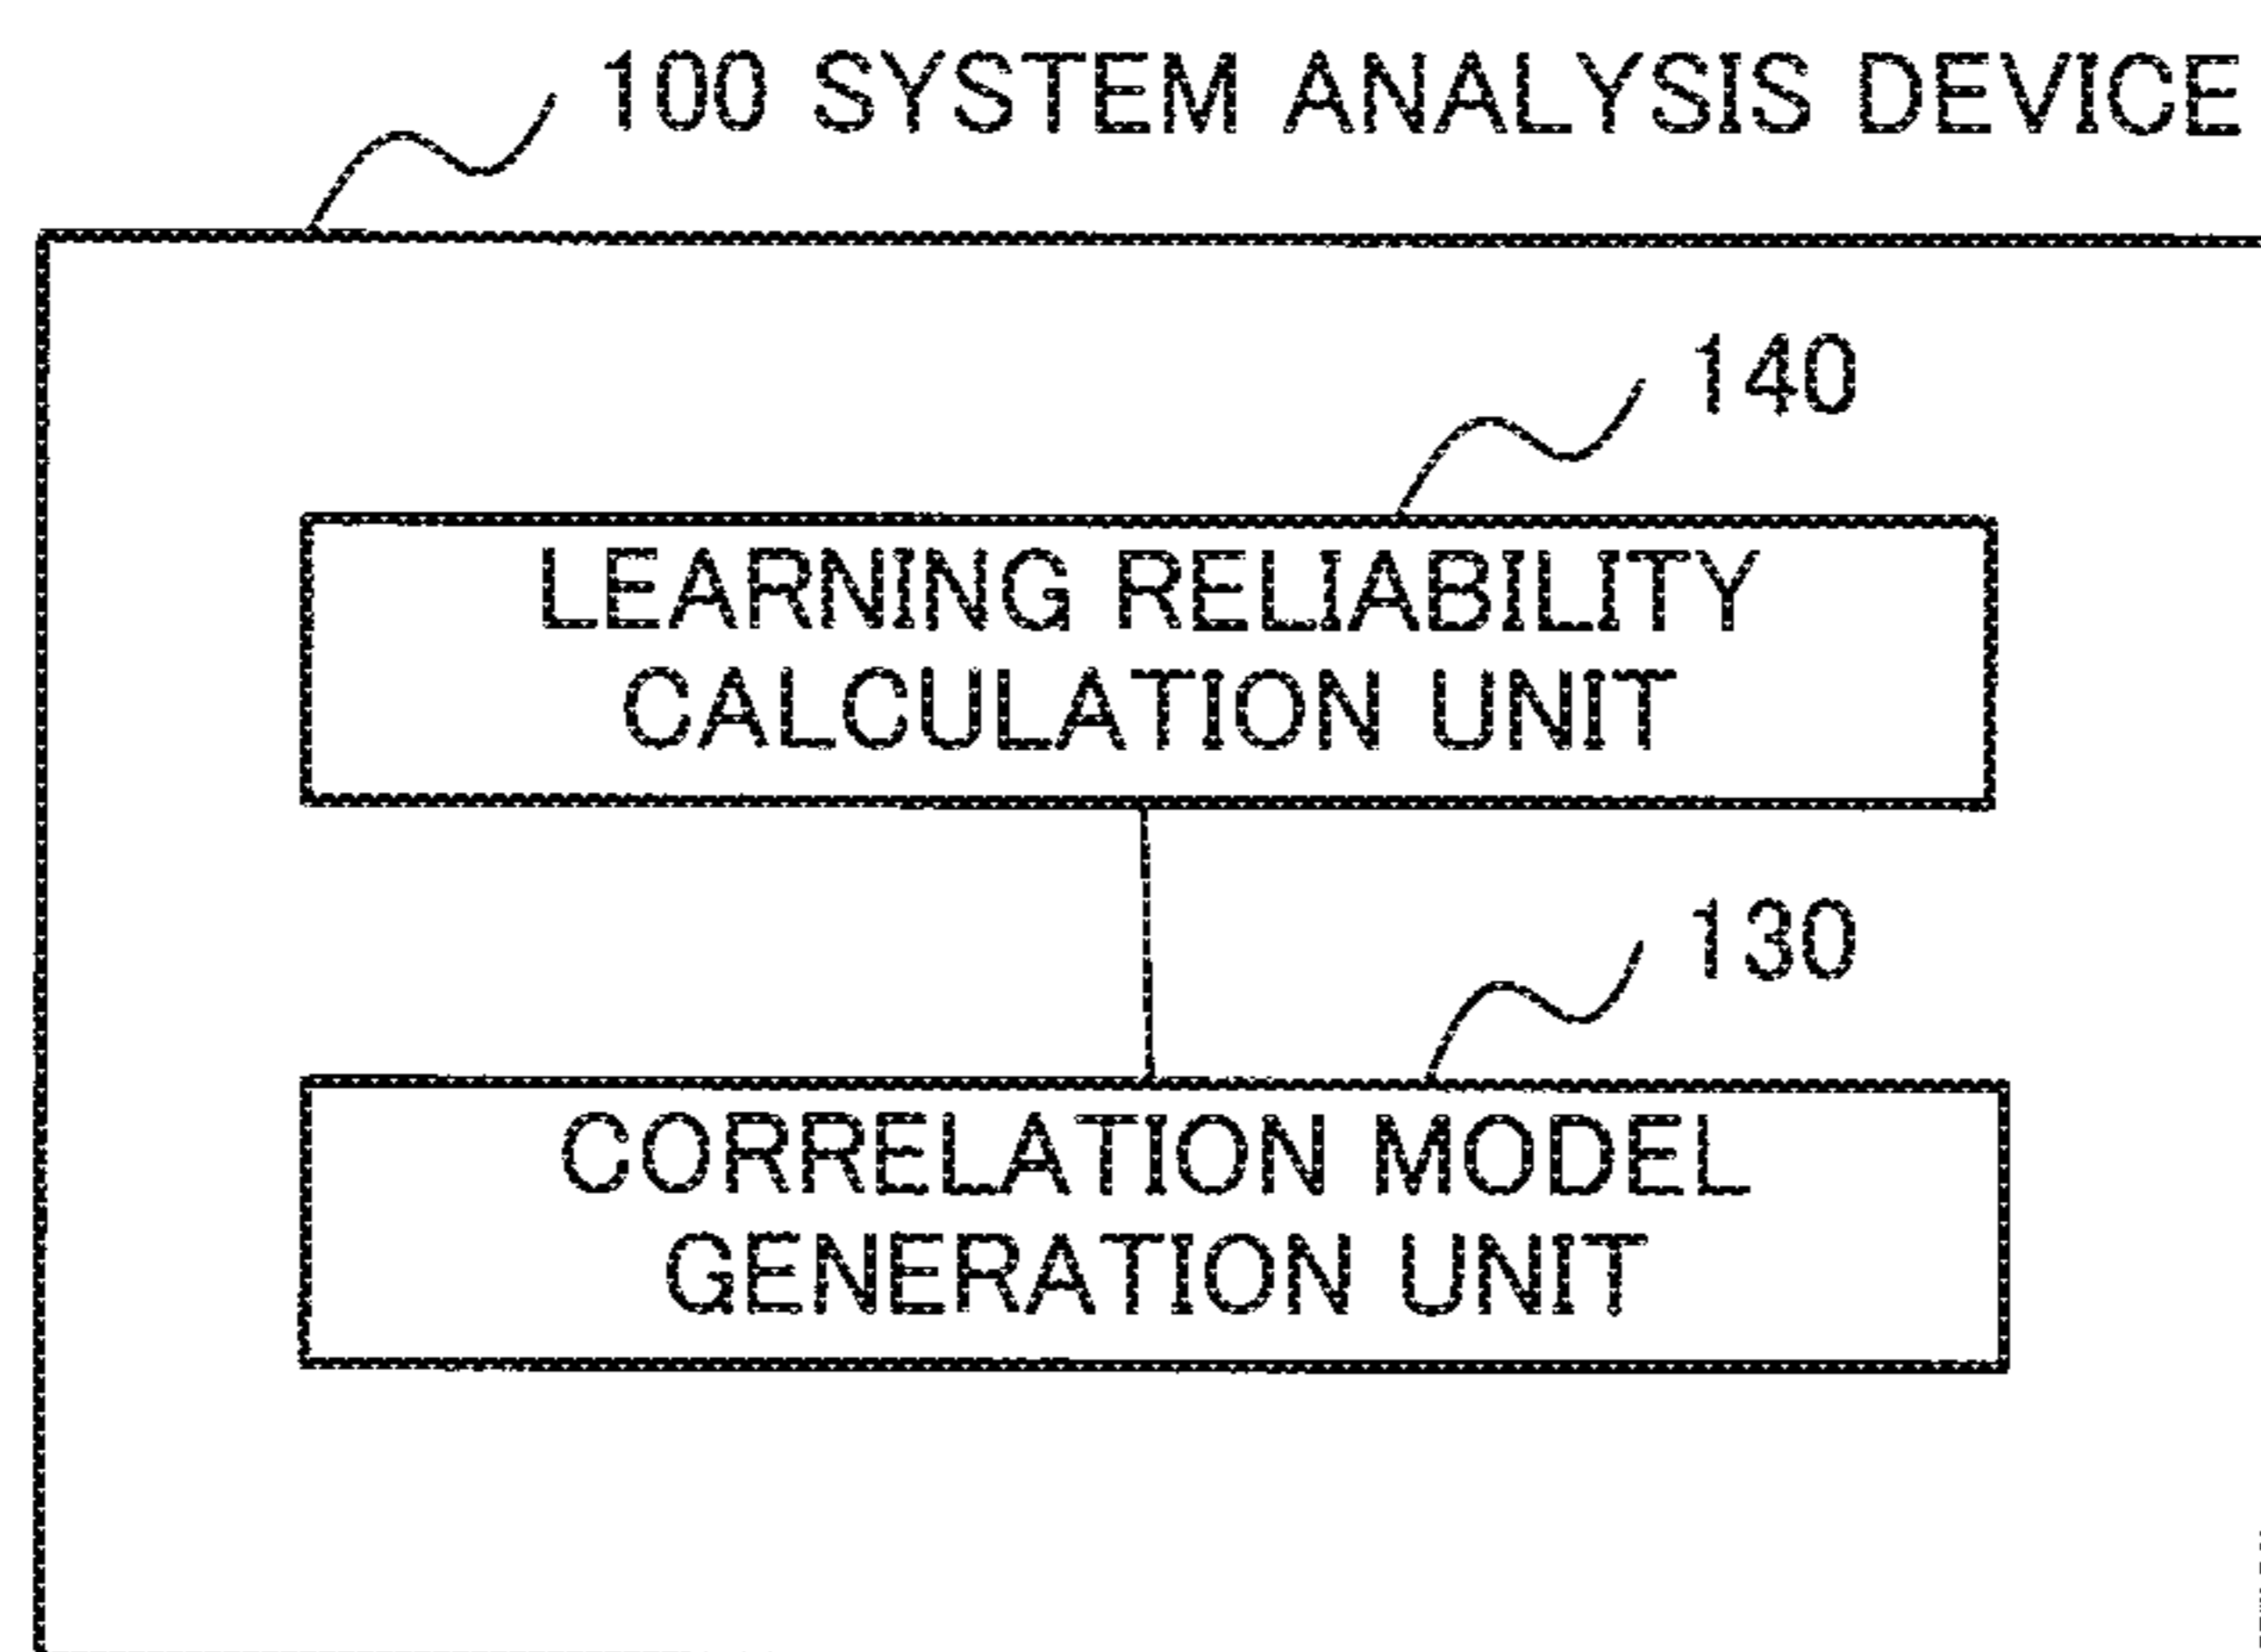 100 SYSTEM ANALYSIS DEVICE
140
LEARNING RELIABILITY
CALCULATION UNIT
130
CORRELATION MODEL
GENERATION UNIT